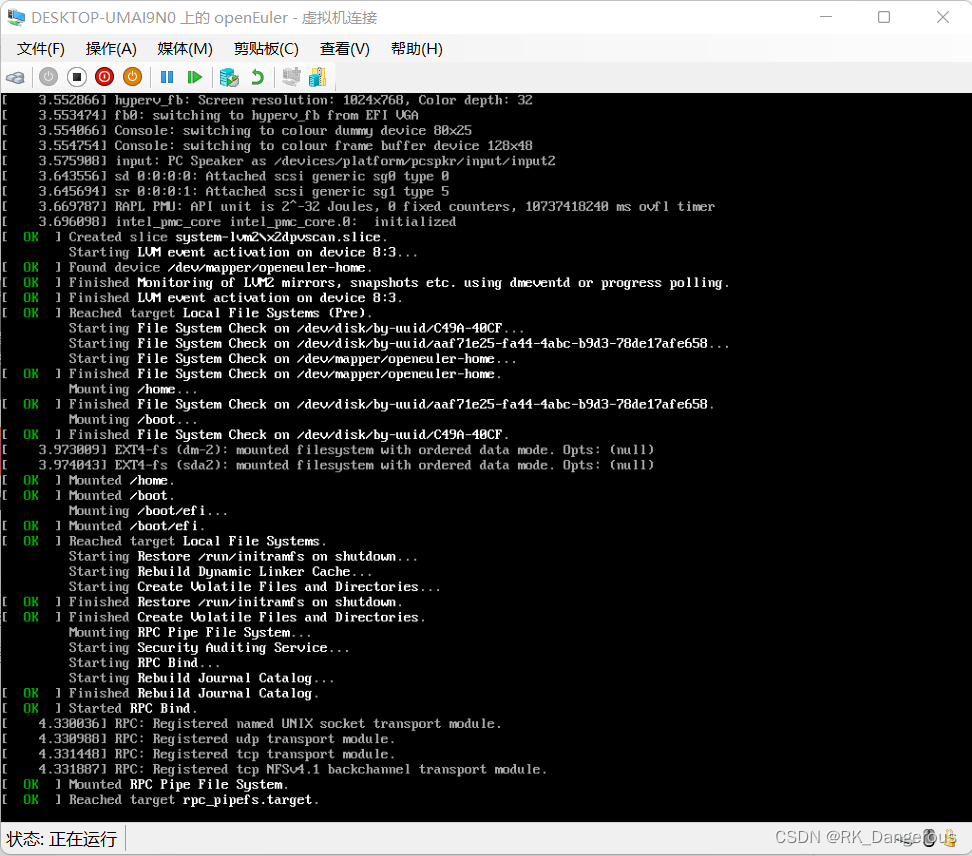 DESKTOP-UMAI9N0 上的 openEuler - 虚拟机连接
文件(F) 操作(A) 媒体(M) 剪贴板(C) 查看(V) 帮助(H)
[    3.552866] hyperv_fb: Screen resolution: 1024x768, Color depth: 32
[    3.553474] fb0: switching to hyperv_fb from EFI VGA
[    3.554066] Console: switching to colour dummy device 80x25
[    3.554754] Console: switching to colour frame buffer device 128x48
[    3.575908] input: PC Speaker as /devices/platform/pcspkr/input/input2
[    3.643556] sd 0:0:0:0: Attached scsi generic sg0 type 0
[    3.645694] sr 0:0:0:1: Attached scsi generic sg1 type 5
[    3.669787] RAPL PMU: API unit is 2^-32 Joules, 0 fixed counters, 10737418240 ms ovfl timer
[    3.696098] intel_pmc_core intel_pmc_core.0:  initialized
[  OK  ] Created slice system-lvm2\x2dpvscan.slice.
         Starting LVM event activation on device 8:3...
[  OK  ] Found device /dev/mapper/openeuler-home.
[  OK  ] Finished Monitoring of LVM2 mirrors, snapshots etc. using dmeventd or progress polling.
[  OK  ] Finished LVM event activation on device 8:3.
[  OK  ] Reached target Local File Systems (Pre).
         Starting File System Check on /dev/disk/by-uuid/C49A-40CF...
         Starting File System Check on /dev/disk/by-uuid/aaf71e25-fa44-4abc-b9d3-78de17afe658...
         Starting File System Check on /dev/mapper/openeuler-home...
[  OK  ] Finished File System Check on /dev/mapper/openeuler-home.
         Mounting /home...
[  OK  ] Finished File System Check on /dev/disk/by-uuid/aaf71e25-fa44-4abc-b9d3-78de17afe658.
         Mounting /boot...
[  OK  ] Finished File System Check on /dev/disk/by-uuid/C49A-40CF.
[    3.973009] EXT4-fs (dm-2): mounted filesystem with ordered data mode. Opts: (null)
[    3.974043] EXT4-fs (sda2): mounted filesystem with ordered data mode. Opts: (null)
[  OK  ] Mounted /home.
[  OK  ] Mounted /boot.
         Mounting /boot/efi...
[  OK  ] Mounted /boot/efi.
[  OK  ] Reached target Local File Systems.
         Starting Restore /run/initramfs on shutdown...
         Starting Rebuild Dynamic Linker Cache...
         Starting Create Volatile Files and Directories...
[  OK  ] Finished Restore /run/initramfs on shutdown.
[  OK  ] Finished Create Volatile Files and Directories.
         Mounting RPC Pipe File System...
         Starting Security Auditing Service...
         Starting RPC Bind...
         Starting Rebuild Journal Catalog...
[  OK  ] Finished Rebuild Journal Catalog.
[  OK  ] Started RPC Bind.
[    4.330036] RPC: Registered named UNIX socket transport module.
[    4.330988] RPC: Registered udp transport module.
[    4.331448] RPC: Registered tcp transport module.
[    4.331887] RPC: Registered tcp NFSv4.1 backchannel transport module.
[  OK  ] Mounted RPC Pipe File System.
[  OK  ] Reached target rpc_pipefs.target.
状态: 正在运行
CSDN @RK_Dangerous